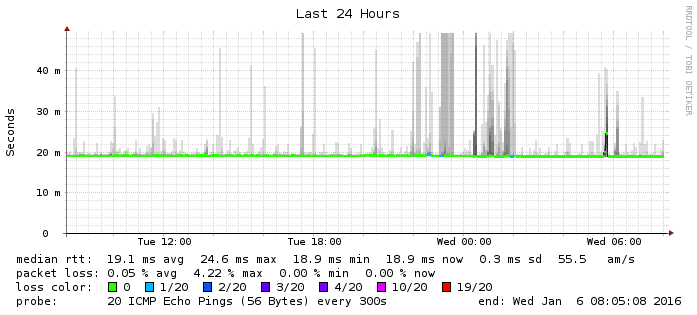 Last 24 Hours
RRDTOOL / TOBI OETIKER
Seconds
40 m
30 m
20 m
10 m
0
Tue 12:00 Tue 18:00 Wed 00:00 Wed 06:00
median rtt: 19.1 ms avg 24.6 ms max 18.9 ms min 18.9 ms now 0.3 ms sd 55.5 am/s
packet loss: 0.05 % avg 4.22 % max 0.00 % min 0.00 % now
loss color: 0 1/20 2/20 3/20 4/20 10/20 19/20
probe: 20 ICMP Echo Pings (56 Bytes) every 300s end: Wed Jan 6 08:05:08 2016